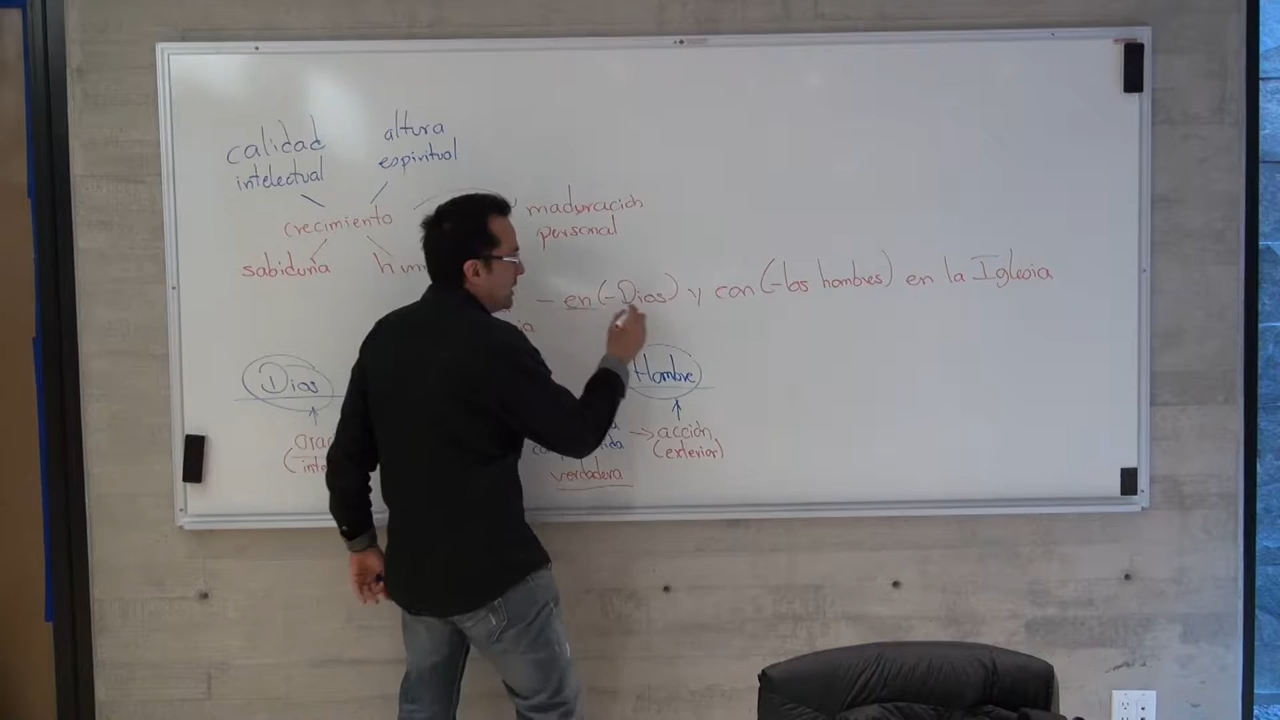 calidad
intelectual
altura
espiritual
crecimiento
maduración
personal
sabiduría
– en (– Dios) y con (– los hombres) en la Iglesia
Dios
Hombre
→ acción
(exterior)
verdadera